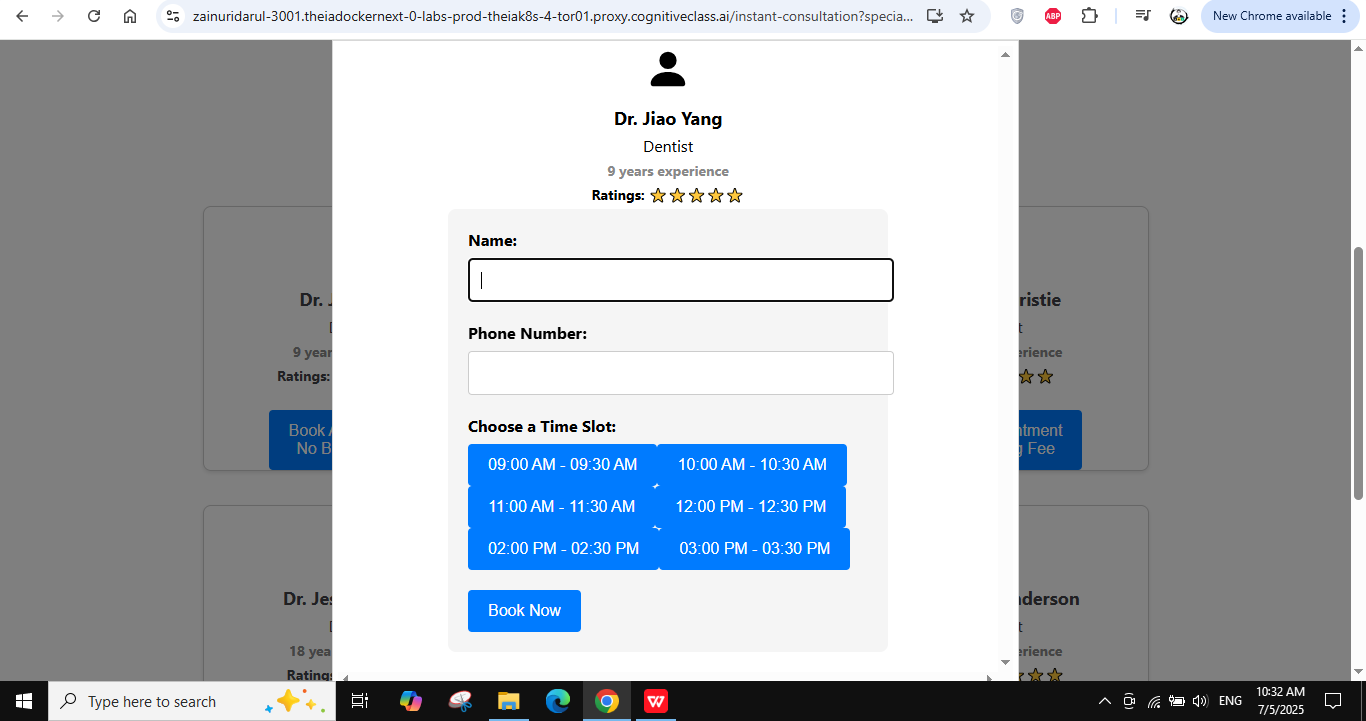 zainuridarul-3001.theiadockernext-0-labs-prod-theiak8s-4-tor01.proxy.cognitiveclass.ai/instant-consultation?specia...
ABP
New Chrome available
Dr. Jiao Yang
Dentist
9 years experience
Ratings:
Name:
Phone Number:
Choose a Time Slot:
09:00 AM - 09:30 AM
10:00 AM - 10:30 AM
11:00 AM - 11:30 AM
12:00 PM - 12:30 PM
02:00 PM - 02:30 PM
03:00 PM - 03:30 PM
Book Now
Dr. J
9 year
Ratings:
Book A
No B
ristie
t
erience
ntment
g Fee
Dr. Jes
18 yea
Ratings
nderson
t
erience
Type here to search
W
ENG
10:32 AM
7/5/2025